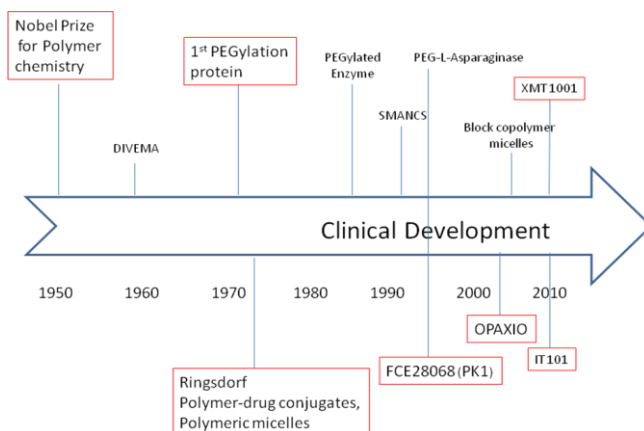 Nobel Prize
for Polymer
chemistry
DIVEMA
1st PEGylation
protein
PEGylated
Enzyme
SMANCS
PEG-L-Asparaginase
Block copolymer
micelles
XMT1001
Clinical Development
1950 1960 1970 1980 1990 2000 2010
Ringsdorf
Polymer-drug conjugates,
Polymeric micelles
FCE28068 (PK1)
OPAXIO
IT101